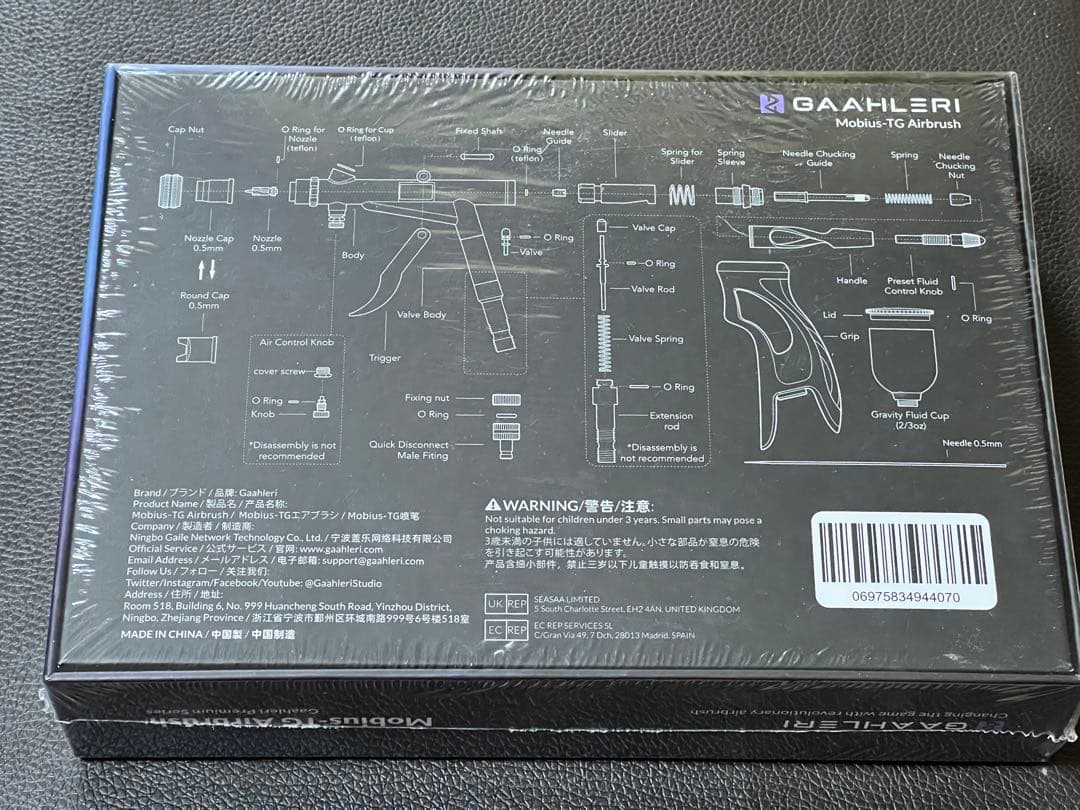 GAAHLERI
Mobius-TG Airbrush
Cap Nut
O Ring for
Nozzle
(teflon)
O Ring for Cup
(teflon)
Fixed Shaft
O Ring
(teflon)
Needle
Guide
Slider
Spring for
Slider
Spring
Sleeve
Needle Chucking
Guide
Spring
Needle
Chucking
Nut
Nozzle Cap
0.5mm
Nozzle
0.5mm
Body
O Ring
Valve
Valve Cap
O Ring
Valve Rod
Handle
Preset Fluid
Control Knob
O Ring
Round Cap
0.5mm
Valve Body
Trigger
Valve Spring
Lid
Grip
Gravity Fluid Cup
(2/3oz)
Needle 0.5mm
Air Control Knob
cover screw
O Ring
Knob
*Disassembly is not
recommended
Fixing nut
O Ring
Quick Disconnect
Male Fiting
O Ring
Extension
rod
*Disassembly is
not recommended
Brand / ブランド / 品牌: Gaahleri
Product Name / 製品名 / 产品名称:
Mobius-TG Airbrush / Mobius-TGエアブラシ / Mobius-TG喷笔
Company / 製造者 / 制造商:
Ningbo Gaile Network Technology Co., Ltd. / 宁波盖乐网络科技有限公司
Official Service / 公式サービス / 官网: www.gaahleri.com
Email Address / メールアドレス / 电子邮箱: support@gaahleri.com
Follow Us / フォロー / 关注我们:
Twitter/Instagram/Facebook/Youtube: @GaahleriStudio
Address / 住所 / 地址:
Room 518, Building 6, No. 999 Huancheng South Road, Yinzhou District,
Ningbo, Zhejiang Province / 浙江省宁波市鄞州区环城南路999号6号楼518室
MADE IN CHINA / 中国製 / 中国制造
WARNING/警告/注意:
Not suitable for children under 3 years. Small parts may pose a
choking hazard.
3歳未満の子供には適していません。小さな部品が窒息の危険
を引き起こす可能性があります。
产品含细小部件，禁止三岁以下儿童触摸以防吞食和窒息。
UK REP
SEASAA LIMITED
5 South Charlotte Street, EH2 4AN, UNITED KINGDOM
EC REP
EC REP SERVICES SL
C/Gran Via 49, 7 Dch, 28013 Madrid. SPAIN
06975834944070
Mobius-TG Airbrush
Gaahleri Premium Series
GAAHLERI
Changing the game with revolutionary airbrush